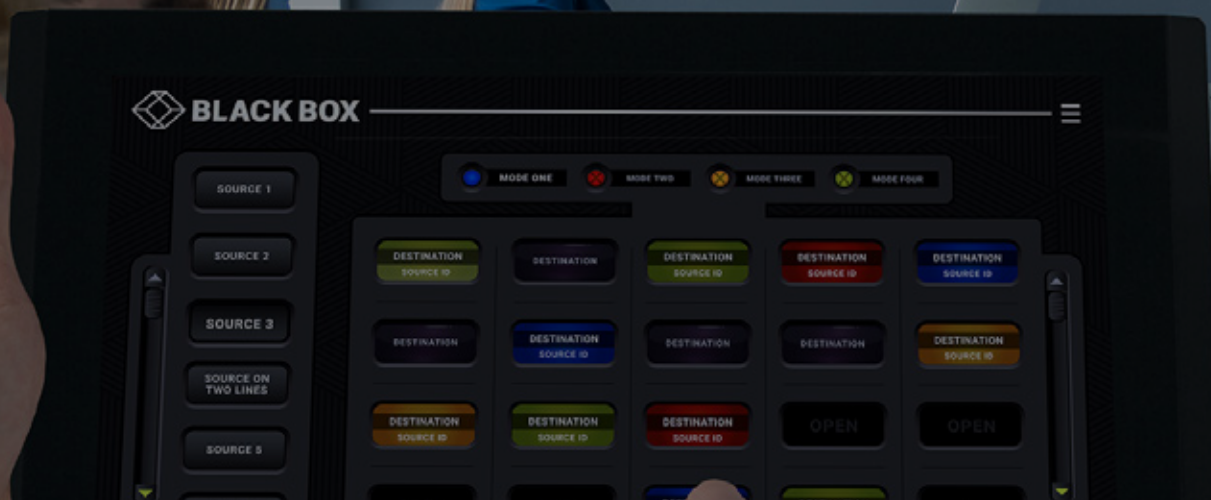 BLACK BOX
MODE ONE
MODE TWO
MODE THREE
MODE FOUR
SOURCE 1
SOURCE 2
SOURCE 3
SOURCE ON
TWO LINES
SOURCE 5
DESTINATION
SOURCE ID
DESTINATION
DESTINATION
SOURCE ID
DESTINATION
SOURCE ID
DESTINATION
SOURCE ID
DESTINATION
DESTINATION
SOURCE ID
DESTINATION
DESTINATION
DESTINATION
SOURCE ID
DESTINATION
SOURCE ID
DESTINATION
SOURCE ID
DESTINATION
SOURCE ID
OPEN
OPEN